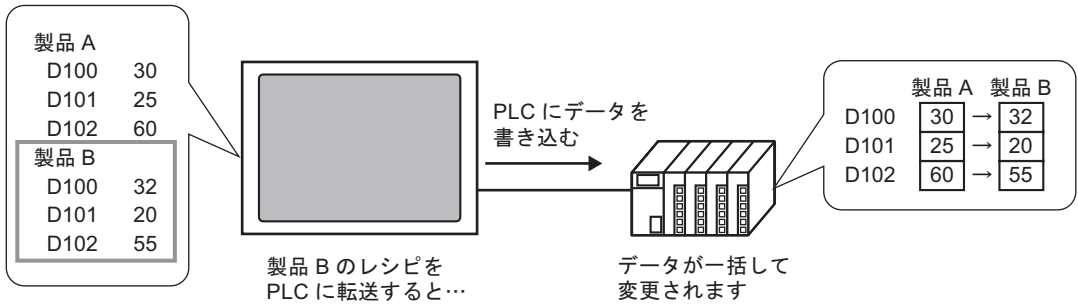 製品 A
D100 30
D101 25
D102 60
製品 B
D100 32
D101 20
D102 55
製品 B のレシピを
PLC に転送すると…
PLC にデータを
書き込む
データが一括して
変更されます
製品 A 製品 B
D100 30 → 32
D101 25 → 20
D102 60 → 55